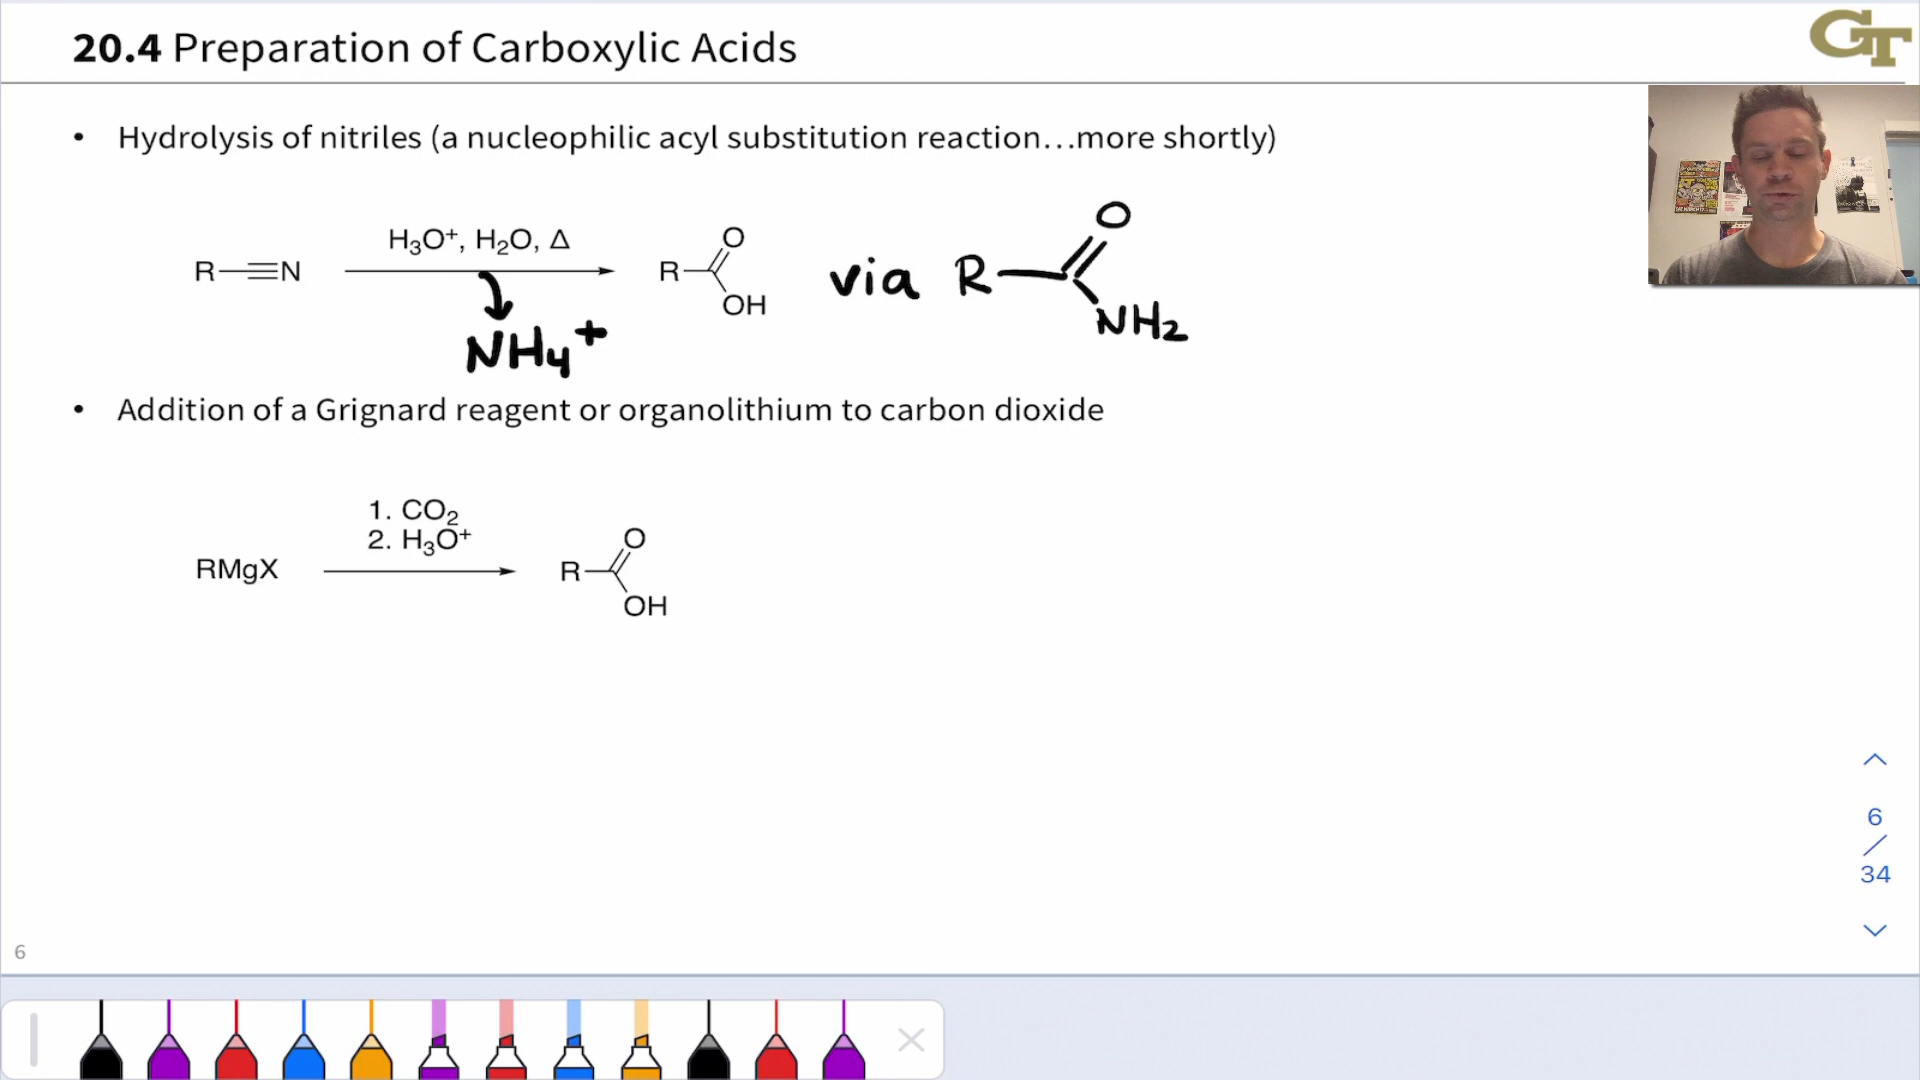 20.4 Preparation of Carboxylic Acids
GT
• Hydrolysis of nitriles (a nucleophilic acyl substitution reaction…more shortly)
R≡N
H₃O⁺, H₂O, Δ
NH₄⁺
R
O
OH
via R
O
NH₂
• Addition of a Grignard reagent or organolithium to carbon dioxide
RMgX
1. CO₂
2. H₃O⁺
R
O
OH
6
/
34
6